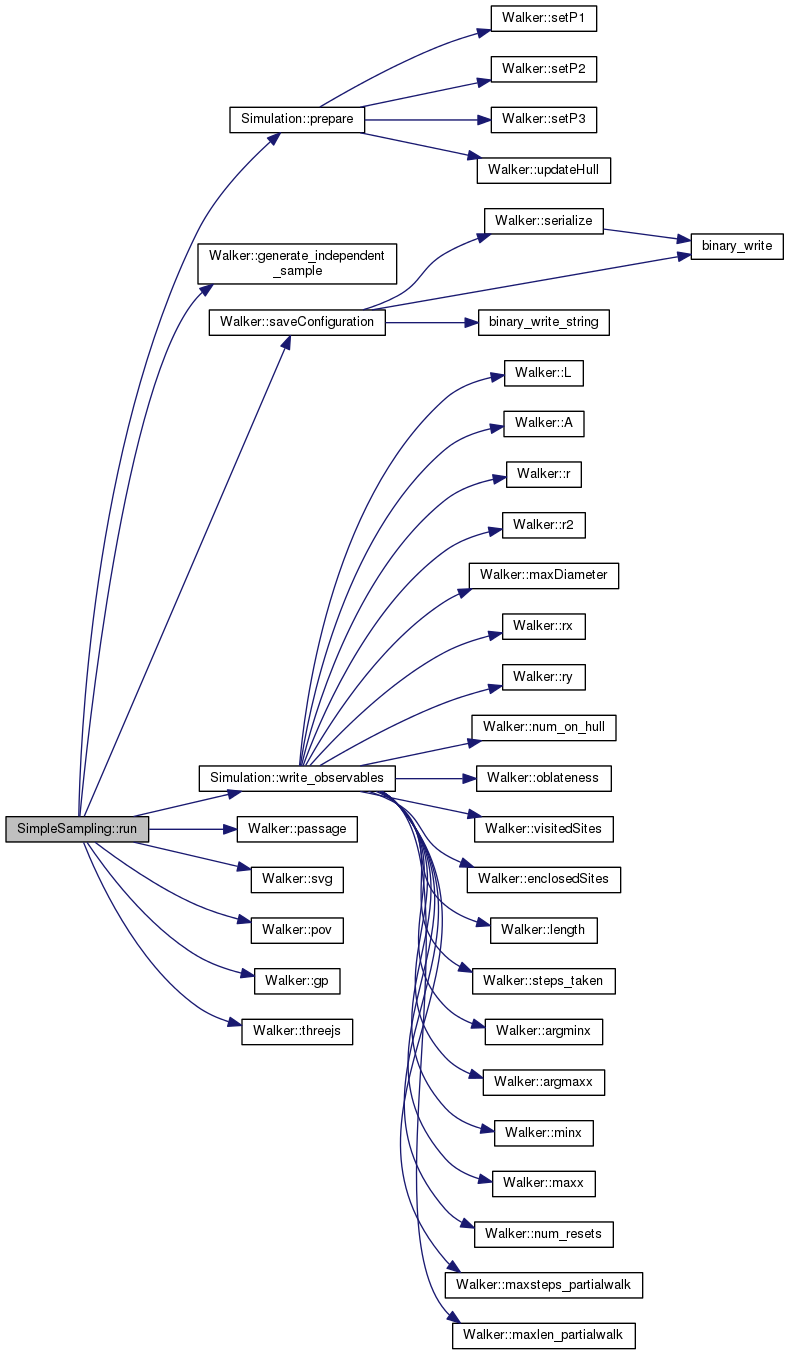 Walker::setP1
Walker::setP2
Simulation::prepare
Walker::setP3
Walker::updateHull
Walker::serialize
binary_write
Walker::generate_independent
_sample
Walker::saveConfiguration
binary_write_string
Walker::L
Walker::A
Walker::r
Walker::r2
Walker::maxDiameter
Walker::rx
Walker::ry
Walker::num_on_hull
Simulation::write_observables
Walker::oblateness
SimpleSampling::run
Walker::passage
Walker::visitedSites
Walker::svg
Walker::enclosedSites
Walker::pov
Walker::length
Walker::gp
Walker::steps_taken
Walker::threejs
Walker::argminx
Walker::argmaxx
Walker::minx
Walker::maxx
Walker::num_resets
Walker::maxsteps_partialwalk
Walker::maxlen_partialwalk